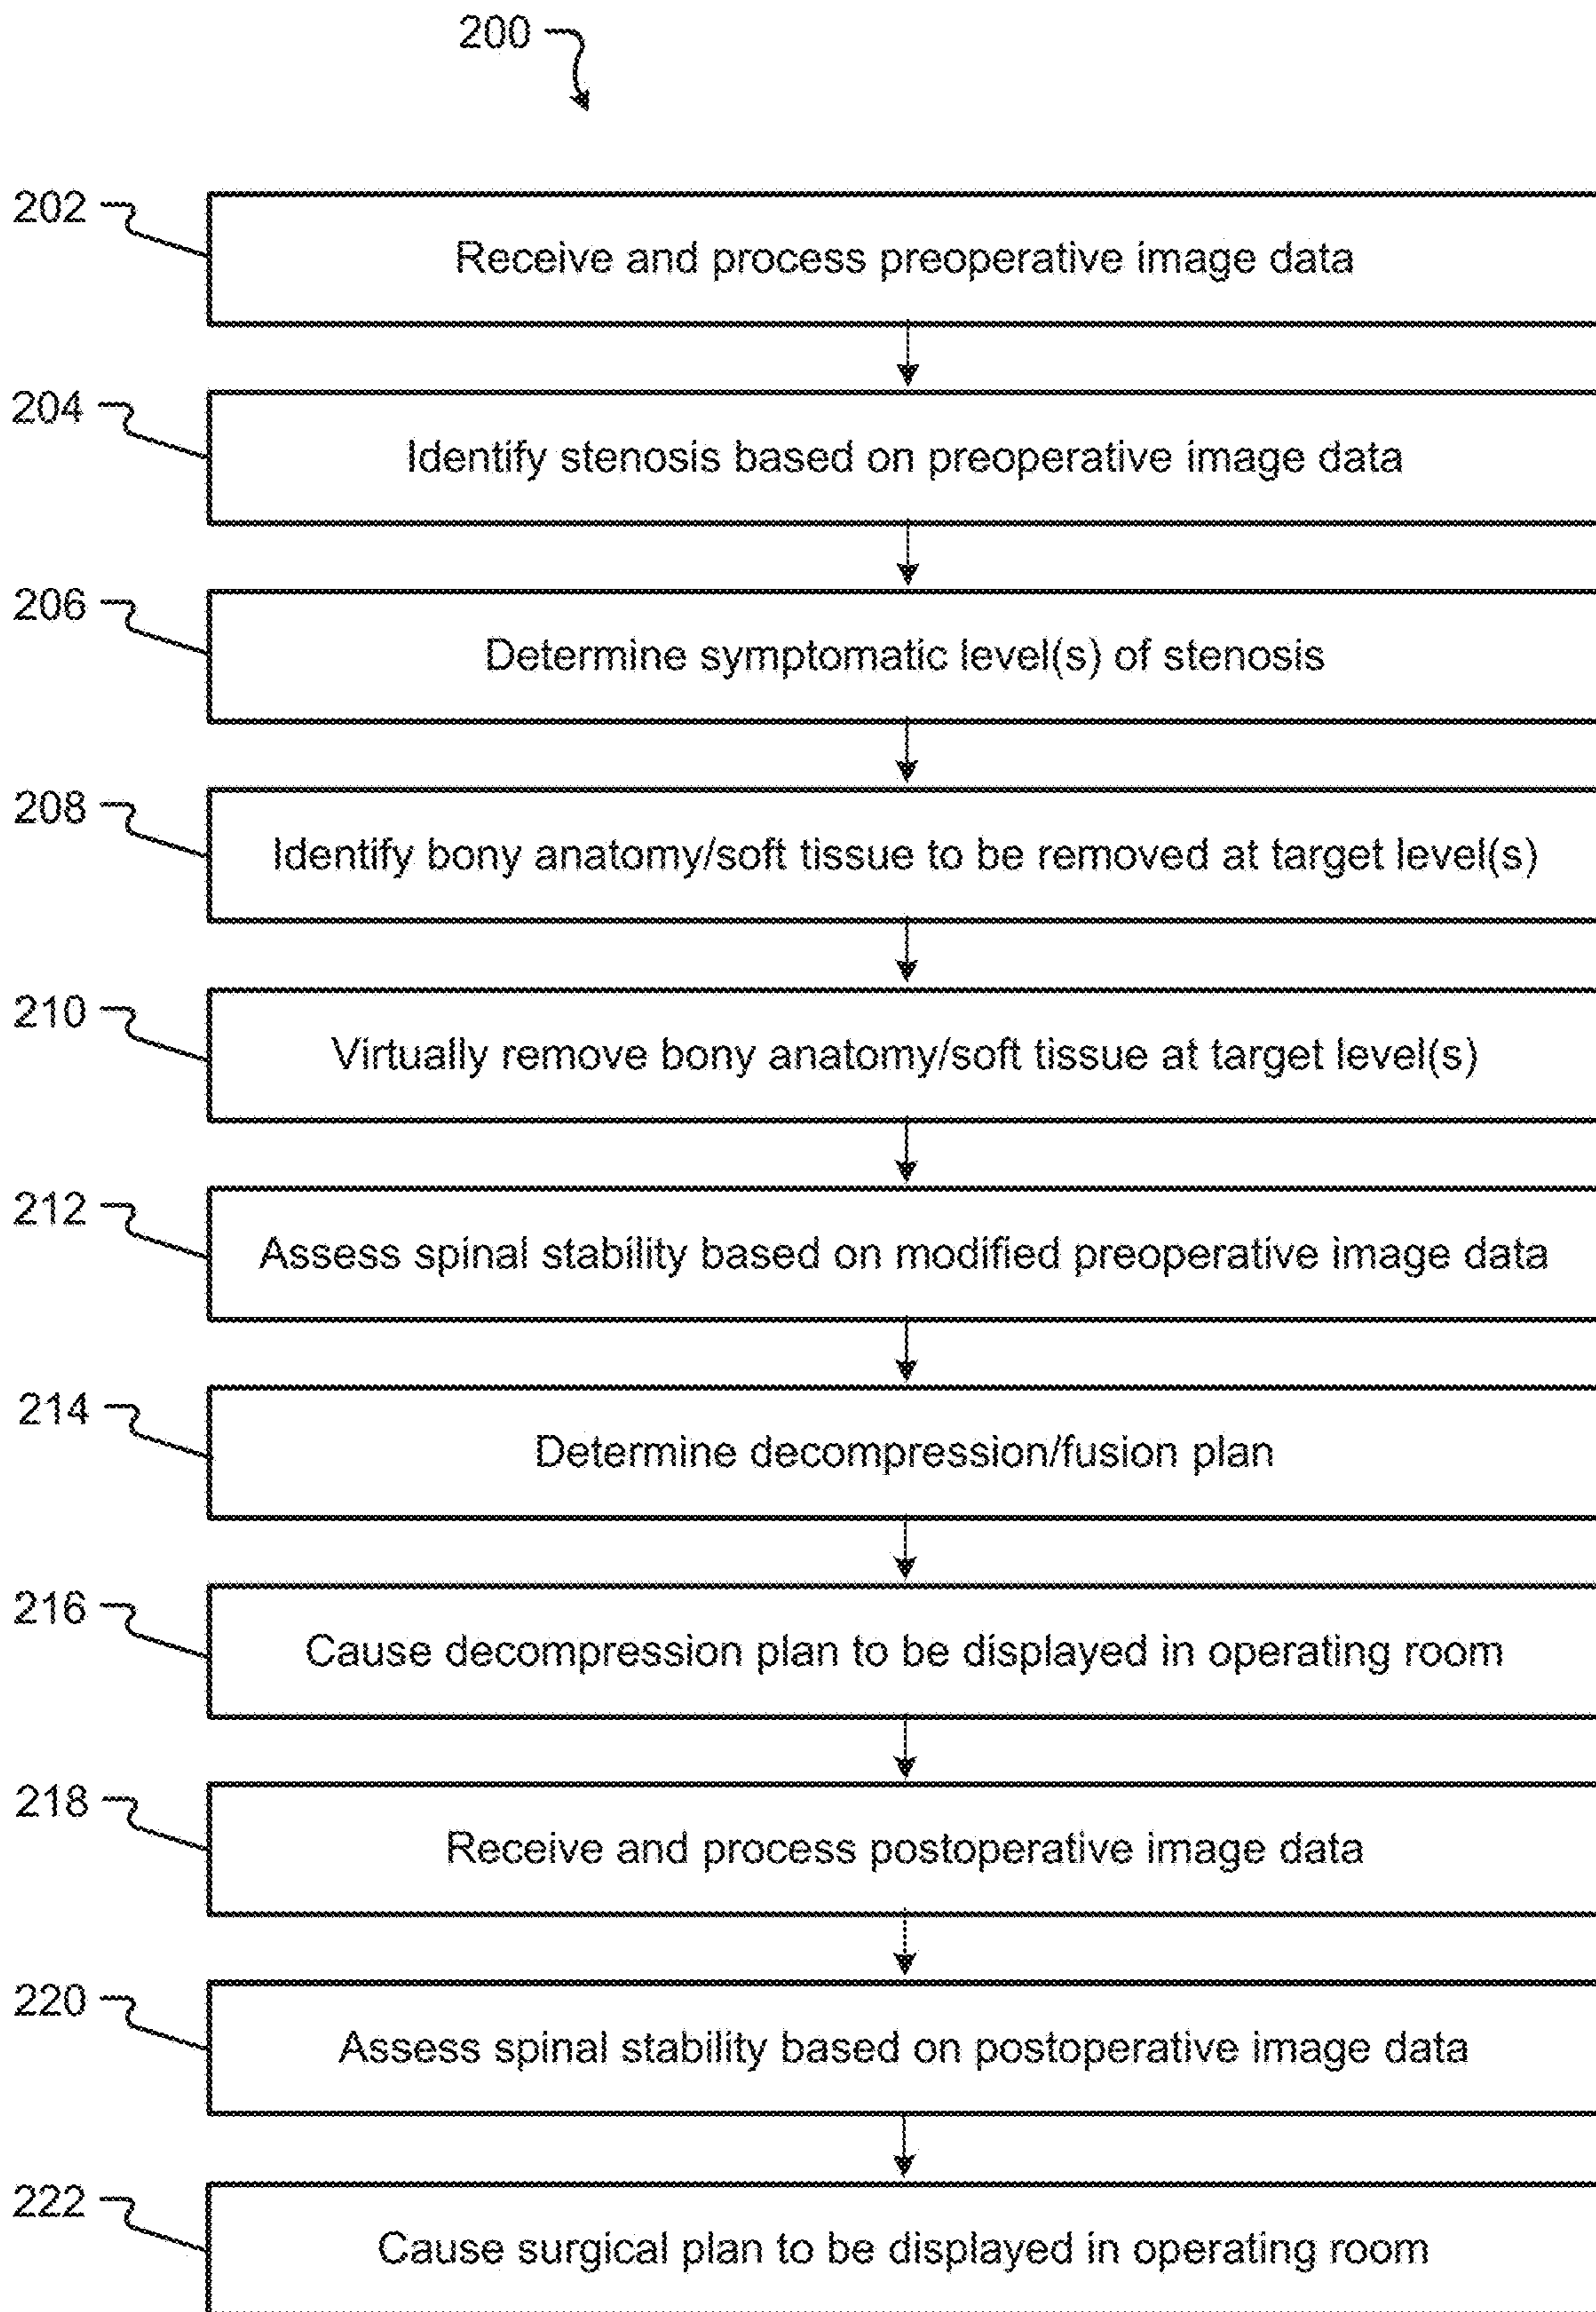 200
202
Receive and process preoperative image data
204
Identify stenosis based on preoperative image data
206
Determine symptomatic level(s) of stenosis
208
Identify bony anatomy/soft tissue to be removed at target level(s)
210
Virtually remove bony anatomy/soft tissue at target level(s)
212
Assess spinal stability based on modified preoperative image data
214
Determine decompression/fusion plan
216
Cause decompression plan to be displayed in operating room
218
Receive and process postoperative image data
220
Assess spinal stability based on postoperative image data
222
Cause surgical plan to be displayed in operating room